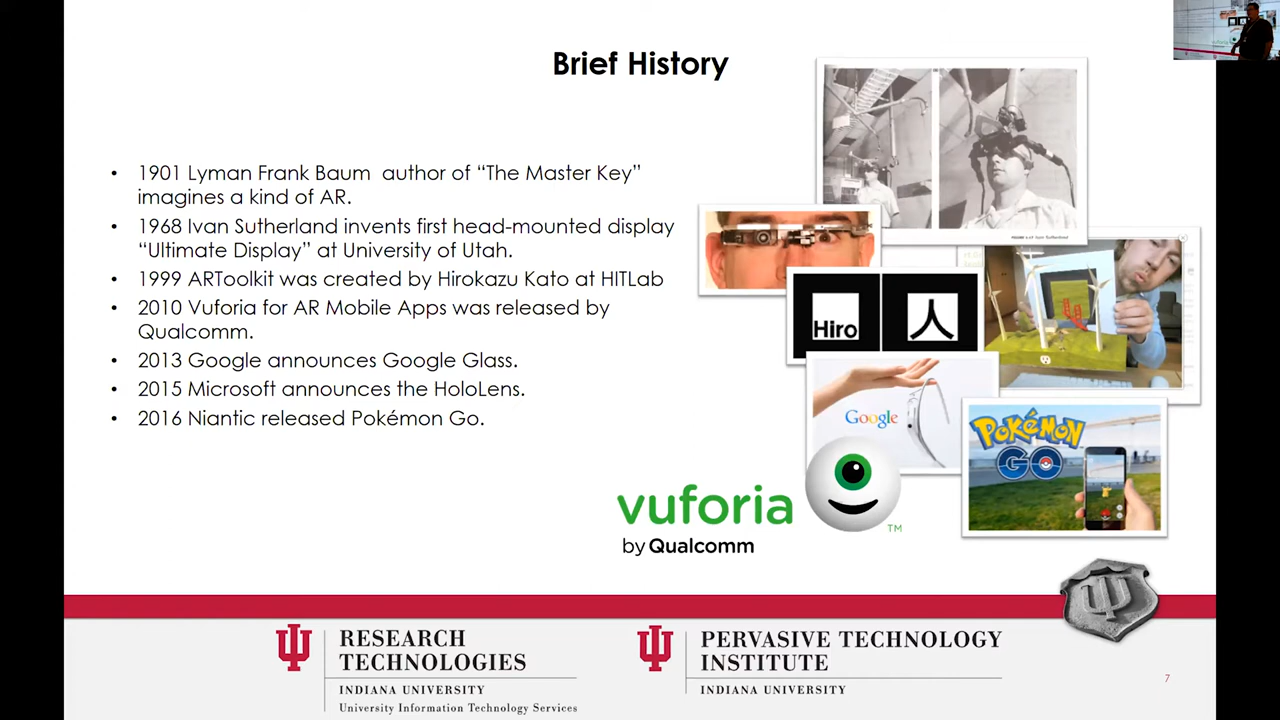 Brief History
• 1901 Lyman Frank Baum author of “The Master Key”
imagines a kind of AR.
• 1968 Ivan Sutherland invents first head-mounted display
“Ultimate Display” at University of Utah.
• 1999 ARToolkit was created by Hirokazu Kato at HITLab
• 2010 Vuforia for AR Mobile Apps was released by
Qualcomm.
• 2013 Google announces Google Glass.
• 2015 Microsoft announces the HoloLens.
• 2016 Niantic released Pokémon Go.
Hiro
人
Google
POKÉMON
GO
vuforia
TM
by Qualcomm
RESEARCH
TECHNOLOGIES
INDIANA UNIVERSITY
University Information Technology Services
PERVASIVE TECHNOLOGY
INSTITUTE
INDIANA UNIVERSITY
7